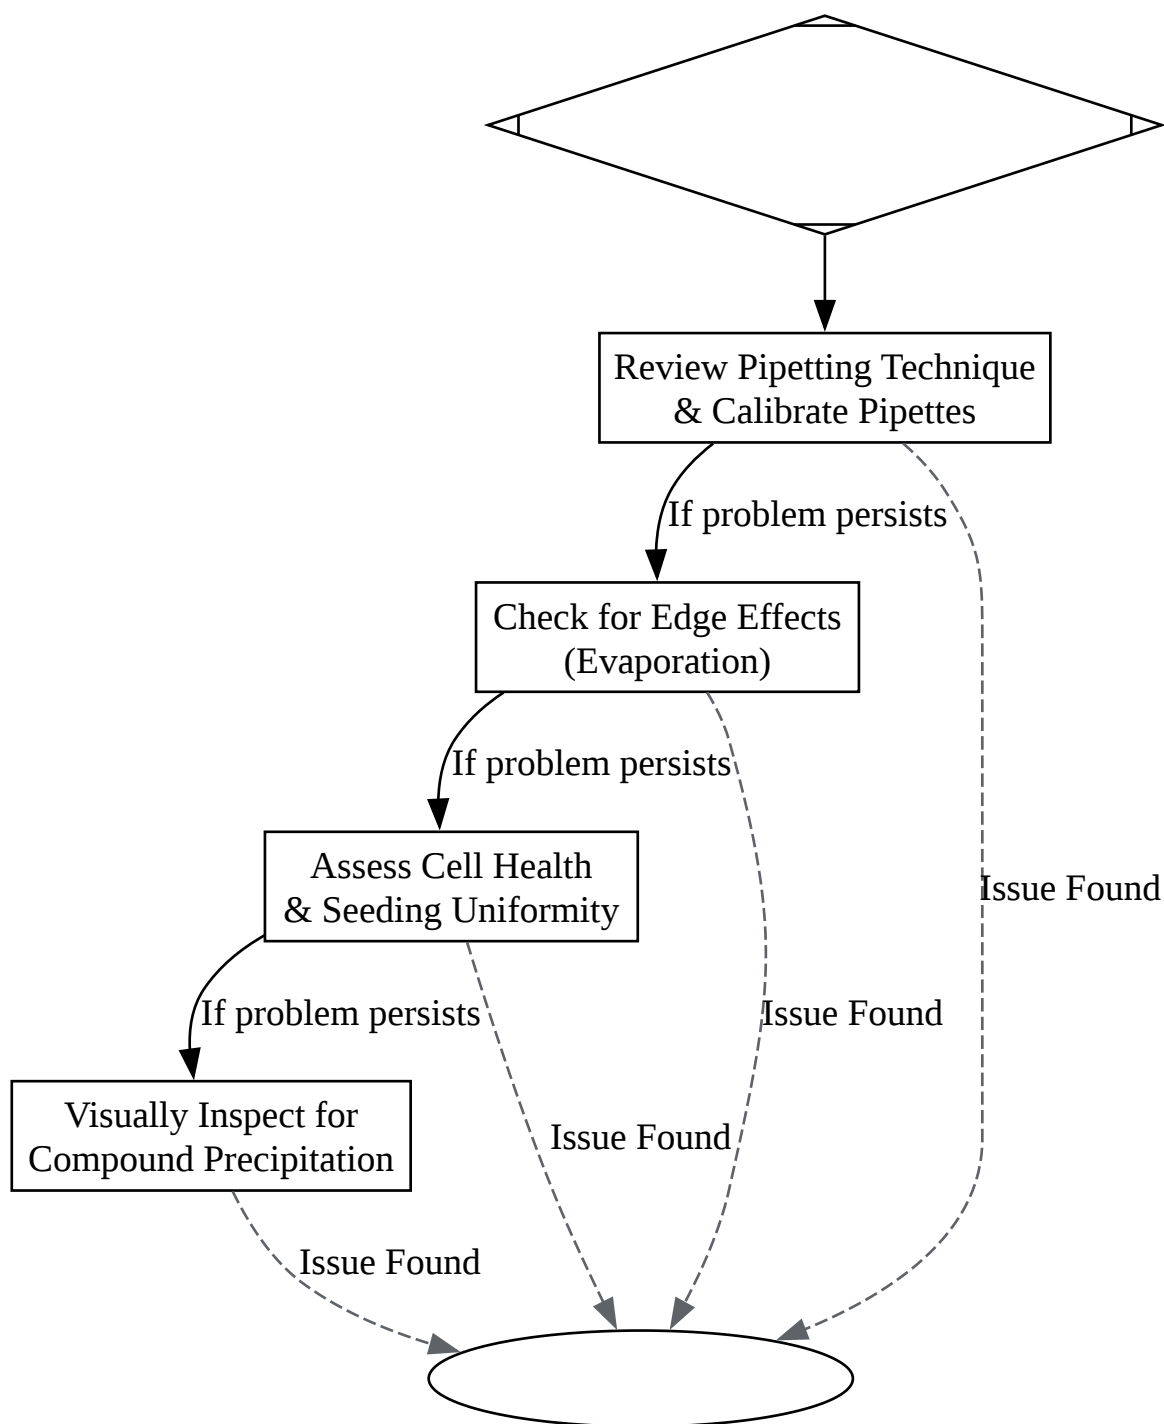 Review Pipetting Technique
& Calibrate Pipettes
If problem persists
Check for Edge Effects
(Evaporation)
If problem persists
Assess Cell Health
& Seeding Uniformity
Issue Found
If problem persists
Issue Found
Visually Inspect for
Compound Precipitation
Issue Found
Issue Found